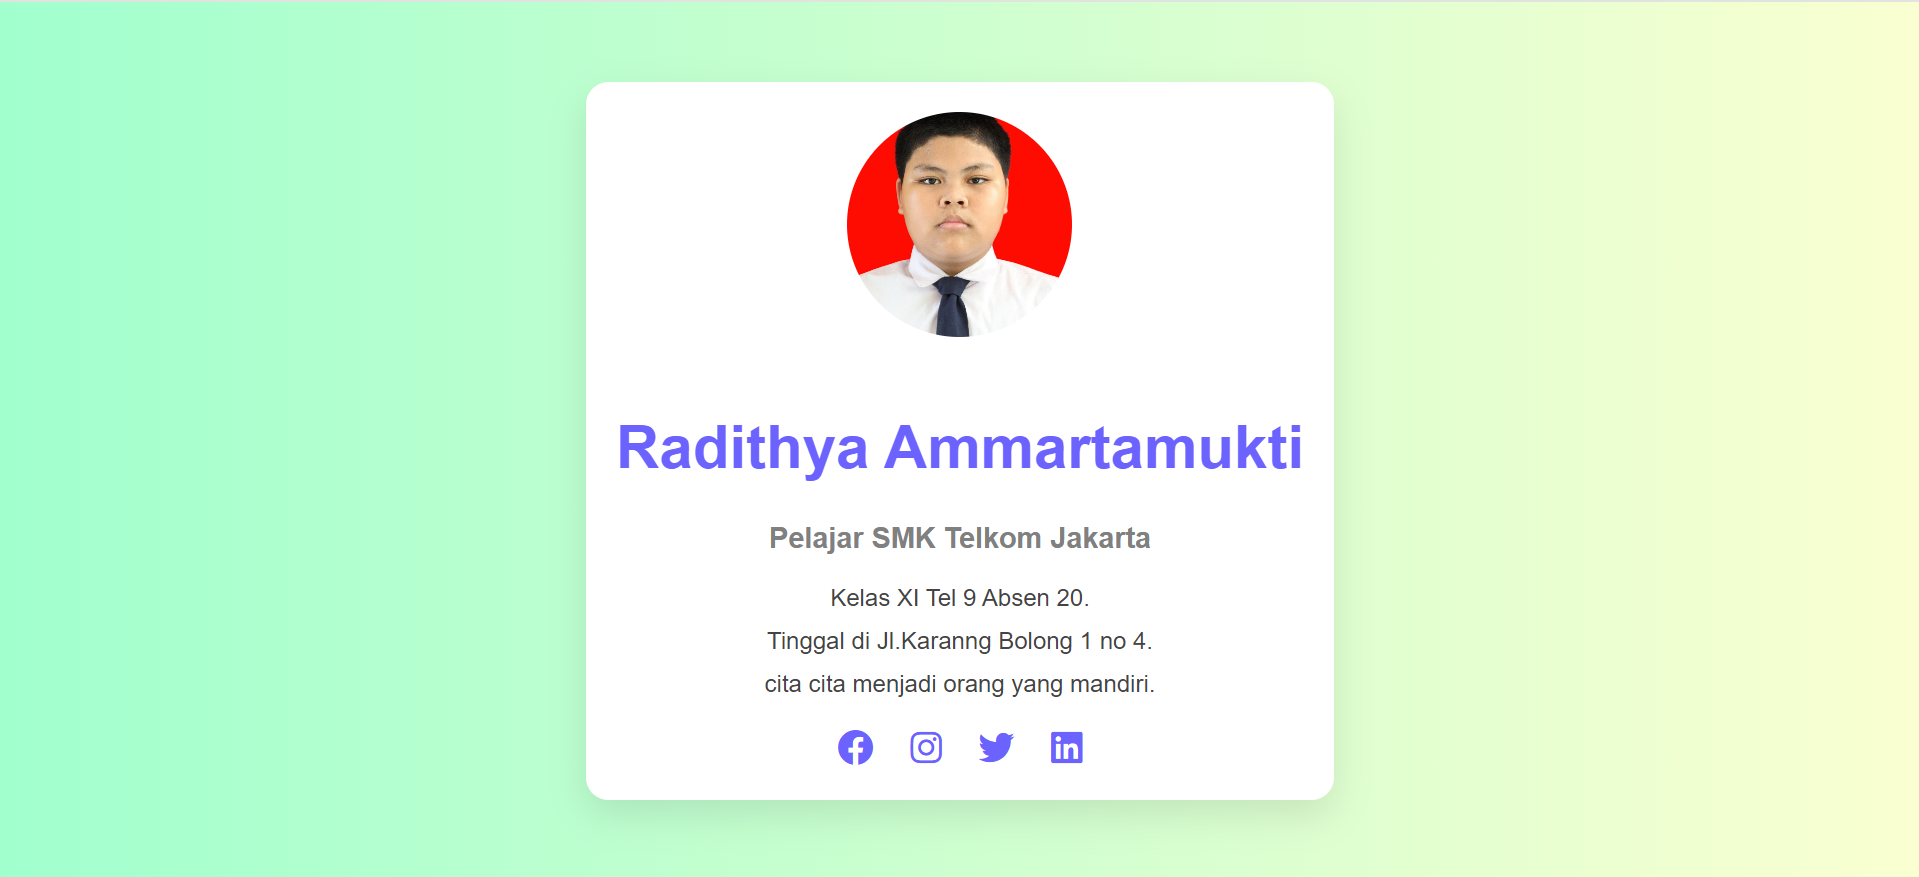 Radithya Ammartamukti
Pelajar SMK Telkom Jakarta
Kelas XI Tel 9 Absen 20.
Tinggal di Jl.Karanng Bolong 1 no 4.
cita cita menjadi orang yang mandiri.